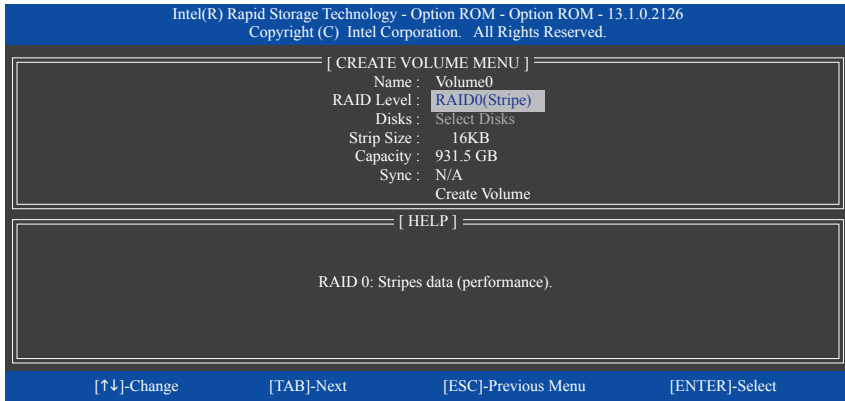 Intel(R) Rapid Storage Technology - Option ROM - Option ROM - 13.1.0.2126
Copyright (C) Intel Corporation. All Rights Reserved.
[ CREATE VOLUME MENU ]
Name : Volume0
RAID Level : RAID0(Stripe)
Disks : Select Disks
Strip Size : 16KB
Capacity : 931.5 GB
Sync : N/A
Create Volume
[ HELP ]
RAID 0: Stripes data (performance).
[↑↓]-Change [TAB]-Next [ESC]-Previous Menu [ENTER]-Select